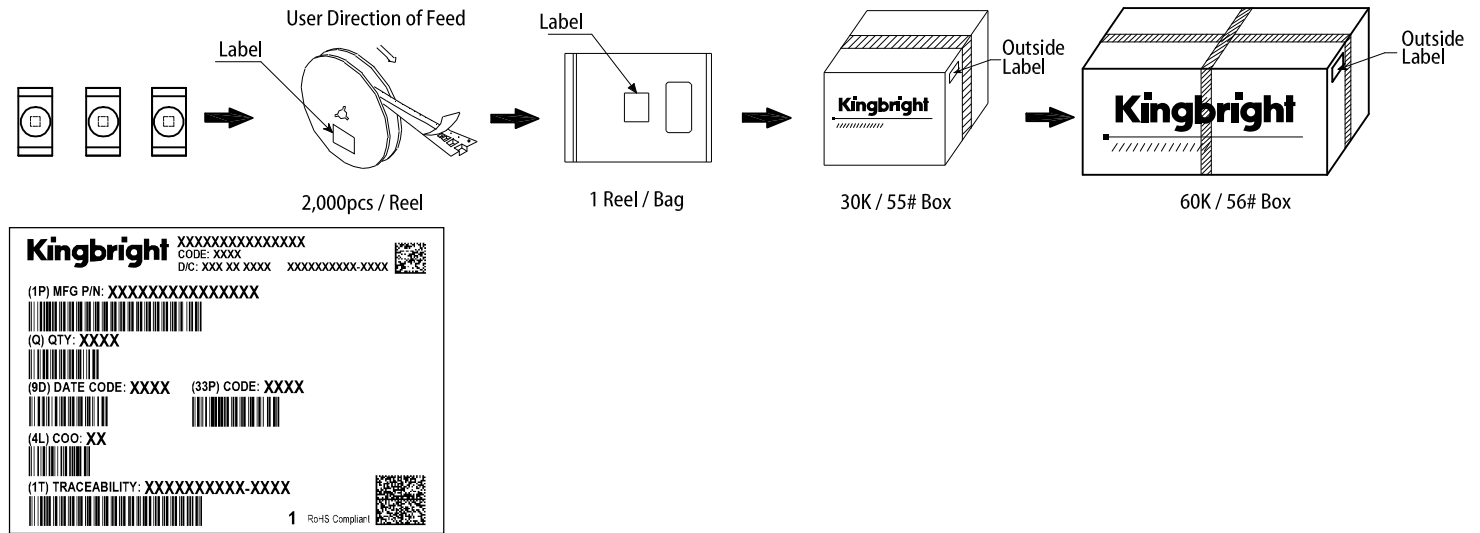 User Direction of Feed
Label
Label
Outside
Label
Outside
Label
Kingbright
Kingbright
2,000pcs / Reel
1 Reel / Bag
30K / 55# Box
60K / 56# Box
Kingbright
XXXXXXXXXXXXXXX
CODE: XXXX
D/C: XXX XX XXXX XXXXXXXXXX-XXXX
(1P) MFG P/N: XXXXXXXXXXXXXXX
(Q) QTY: XXXX
(9D) DATE CODE: XXXX (33P) CODE: XXXX
(4L) COO: XX
(1T) TRACEABILITY: XXXXXXXXXX-XXXX
1 RoHS Compliant